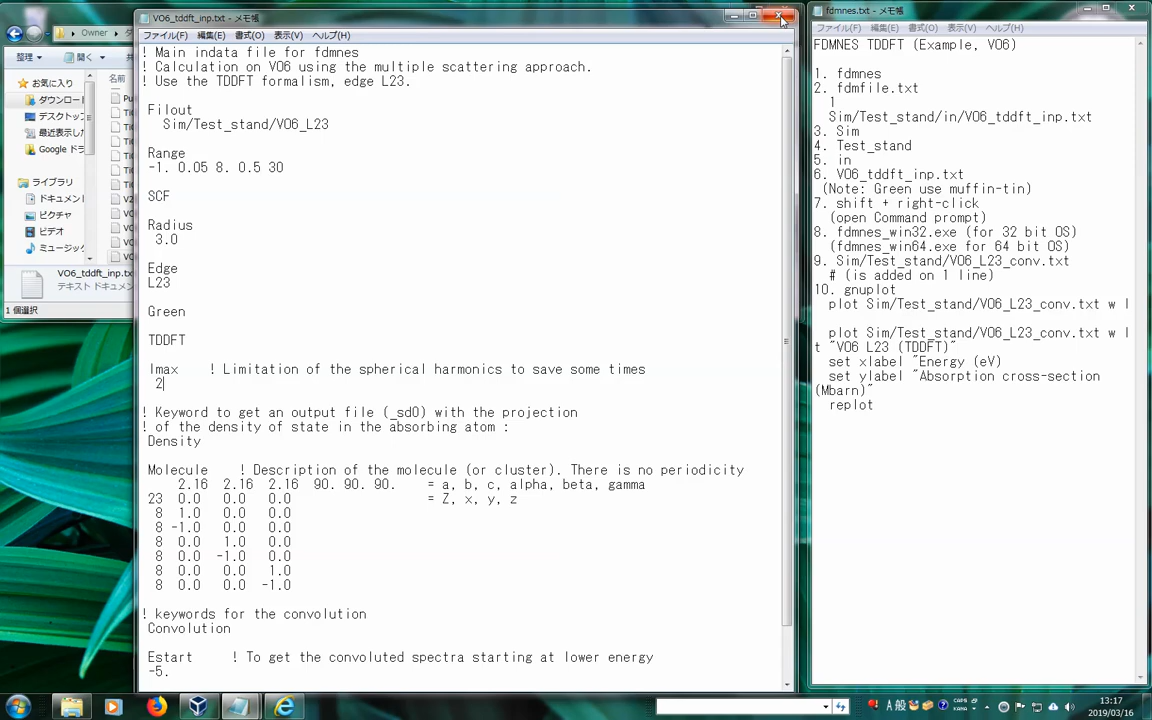 VO6_tddft_inp.txt - メモ帳
ファイル(F) 編集(E) 書式(O) 表示(V) ヘルプ(H)
! Main indata file for fdmnes
! Calculation on VO6 using the multiple scattering approach.
! Use the TDDFT formalism, edge L23.
Filout
Sim/Test_stand/VO6_L23
Range
-1. 0.05 8. 0.5 30
SCF
Radius
3.0
Edge
L23
Green
TDDFT
lmax ! Limitation of the spherical harmonics to save some times
2
! Keyword to get an output file (_sd0) with the projection
! of the density of state in the absorbing atom :
Density
Molecule ! Description of the molecule (or cluster). There is no periodicity
2.16 2.16 2.16 90. 90. 90. = a, b, c, alpha, beta, gamma
23 0.0 0.0 0.0 = Z, x, y, z
8 1.0 0.0 0.0
8 -1.0 0.0 0.0
8 0.0 1.0 0.0
8 0.0 -1.0 0.0
8 0.0 0.0 1.0
8 0.0 0.0 -1.0
! keywords for the convolution
Convolution
Estart ! To get the convoluted spectra starting at lower energy
-5.
fdmnes.txt - メモ帳
ファイル(F) 編集(E) 書式(O) 表示(V) ヘルプ(H)
FDMNES TDDFT (Example, VO6)
1. fdmnes
2. fdmfile.txt
1
Sim/Test_stand/in/VO6_tddft_inp.txt
3. Sim
4. Test_stand
5. in
6. VO6_tddft_inp.txt
(Note: Green use muffin-tin)
7. shift + right-click
(open Command prompt)
8. fdmnes_win32.exe (for 32 bit OS)
(fdmnes_win64.exe for 64 bit OS)
9. Sim/Test_stand/VO6_L23_conv.txt
# (is added on 1 line)
10. gnuplot
plot Sim/Test_stand/VO6_L23_conv.txt w l
plot Sim/Test_stand/VO6_L23_conv.txt w l
t "VO6 L23 (TDDFT)"
set xlabel "Energy (eV)
set ylabel "Absorption cross-section
(Mbarn)"
replot
Owner
整理 開く
お気に入り
ダウンロー
デスクトップ
最近表示した
Google ドラ
ライブラリ
ドキュメント
ピクチャ
ビデオ
ミュージック
名前
VO6_tddft_inp.txt
テキスト ドキュメ
1 個選択
A 般
CAPS
KANA
13:17
2019/03/16